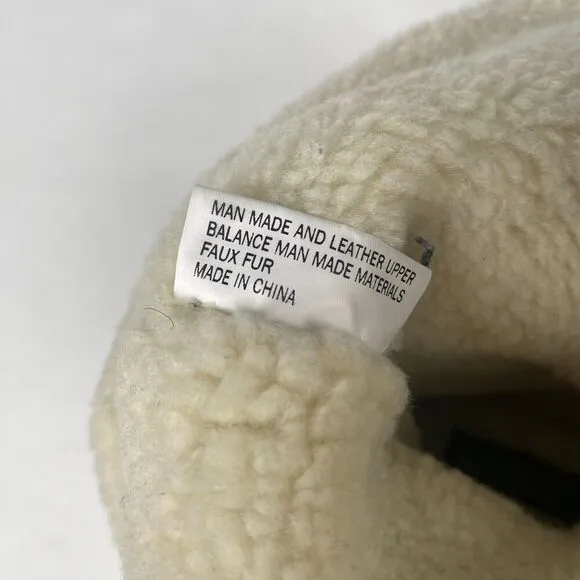 MAN MADE AND LEATHER UPPER
BALANCE MAN MADE MATERIALS
FAUX FUR
MADE IN CHINA